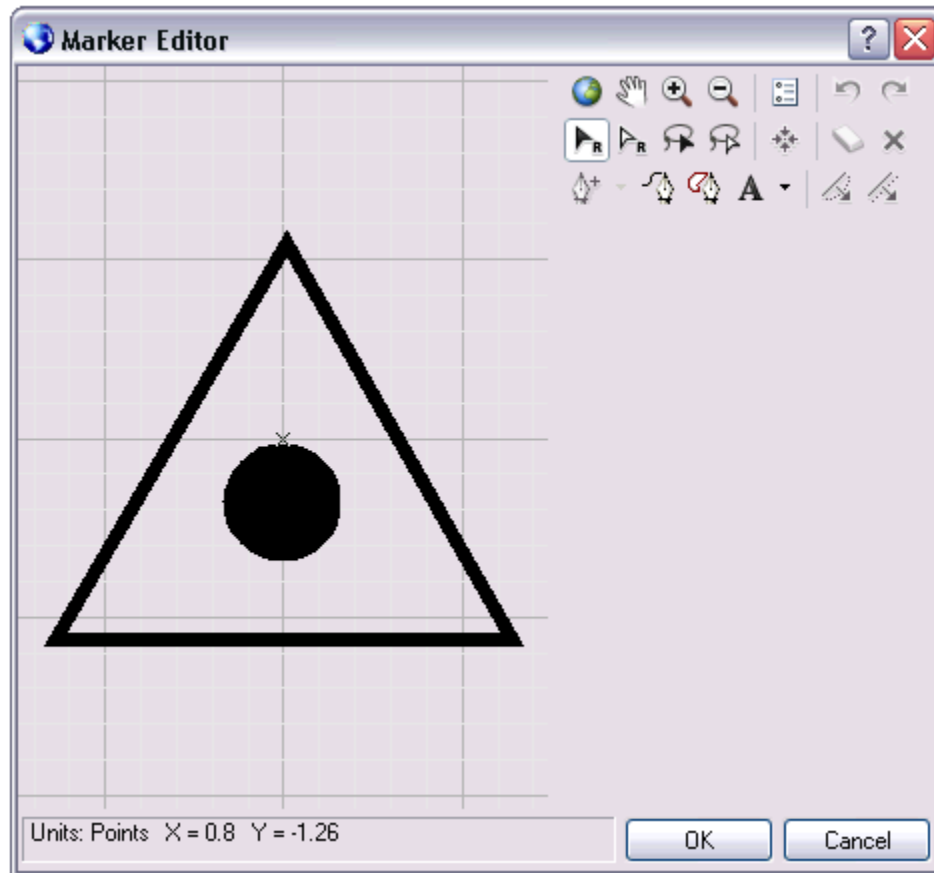 Marker Editor
Units: Points X = 0.8 Y = -1.26
OK
Cancel